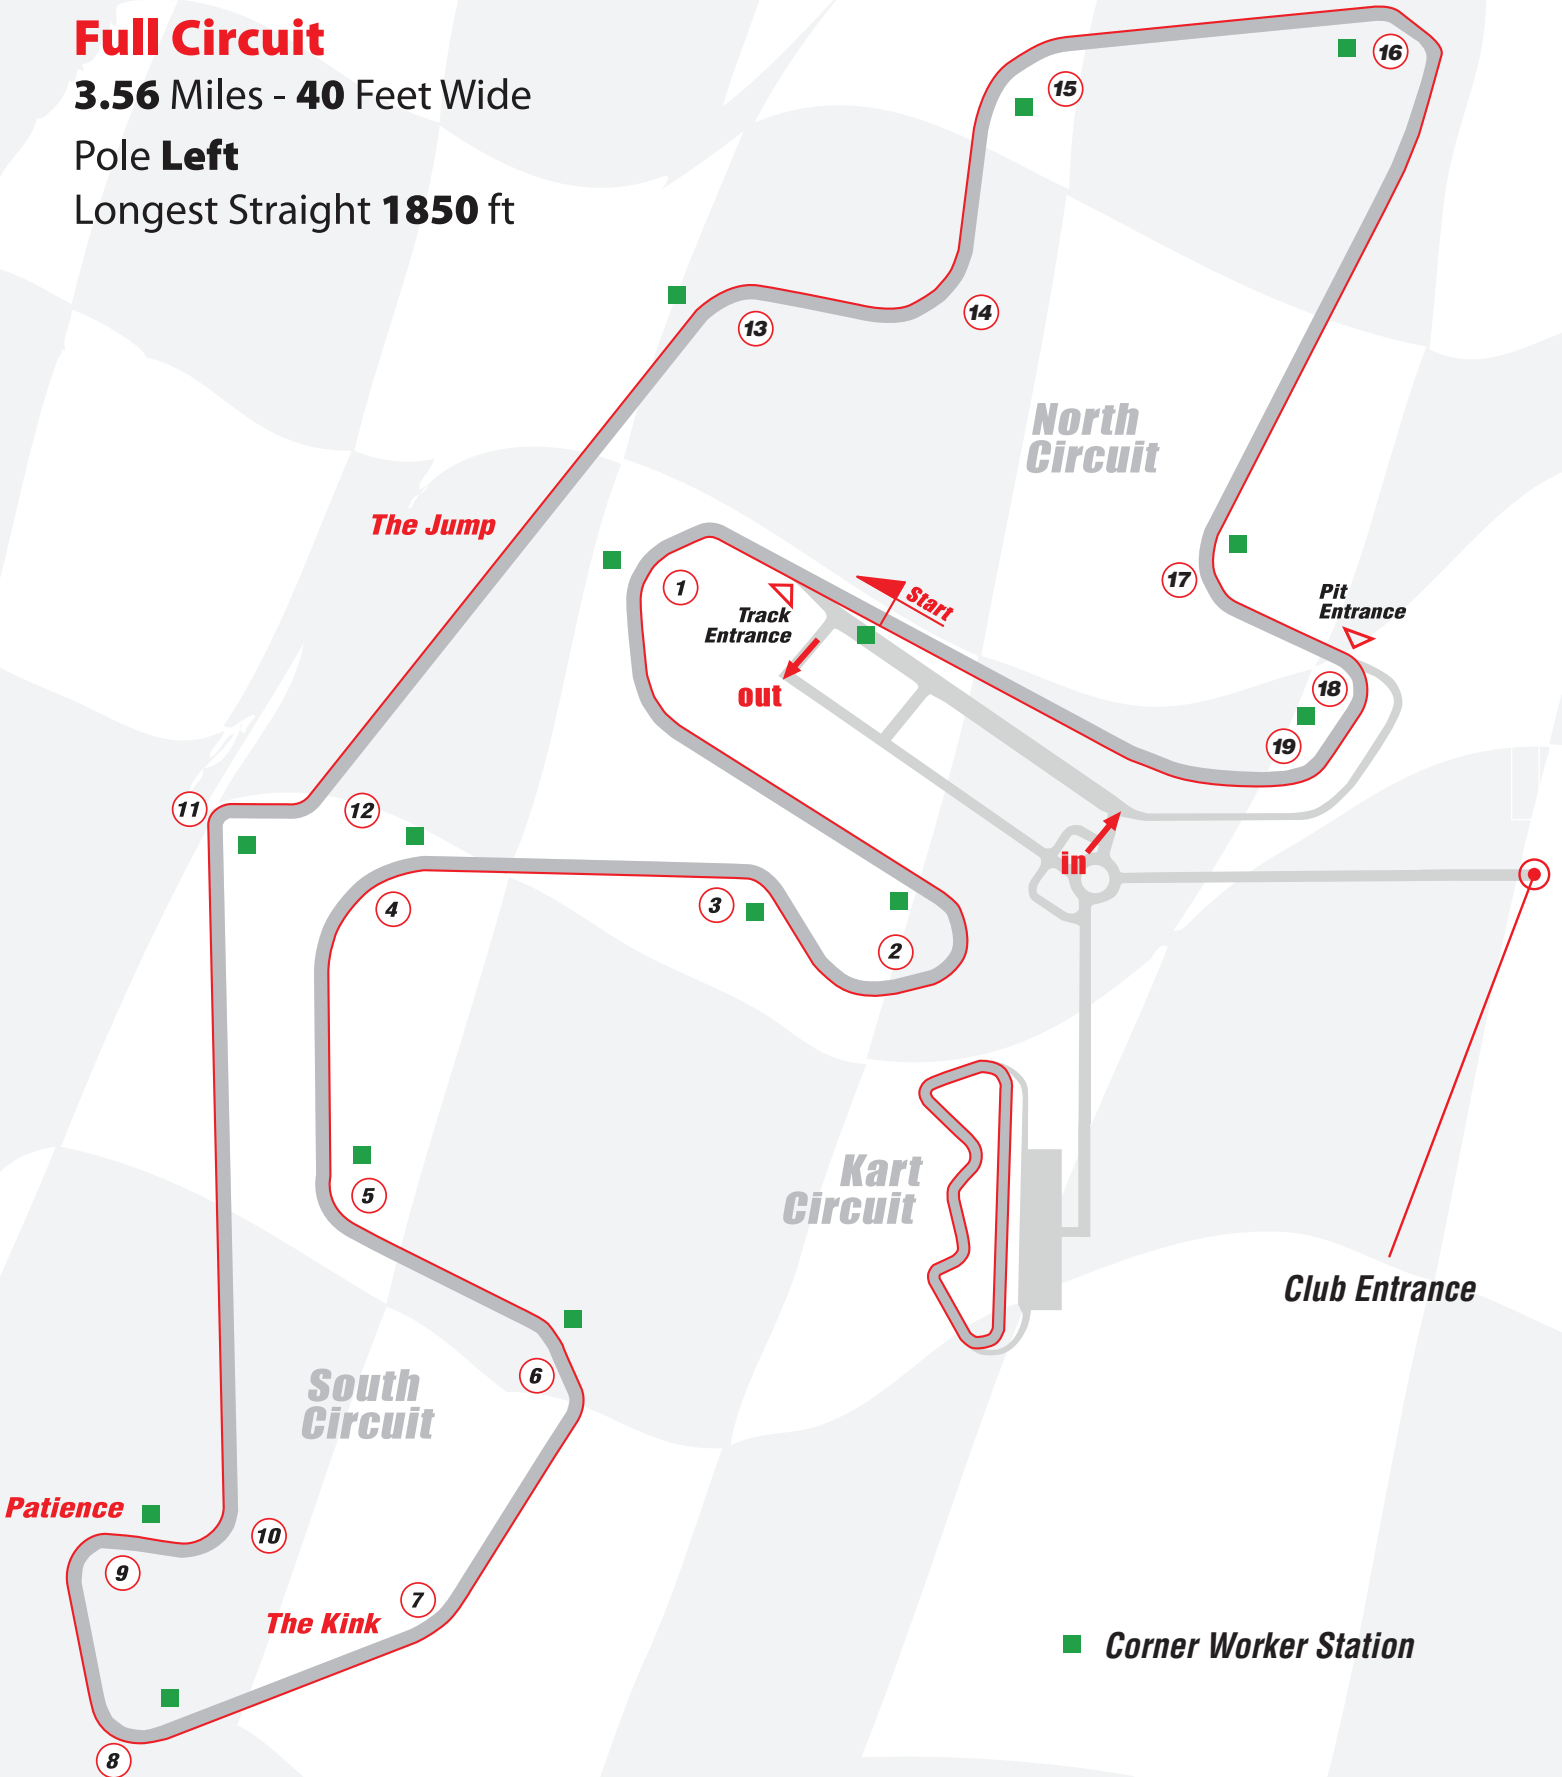 Full Circuit
3.56 Miles - 40 Feet Wide
Pole Left
Longest Straight 1850 ft
16
15
14
13
North
Circuit
The Jump
1
Track
Entrance
Start
17
Pit
Entrance
18
out
19
11
12
in
4
3
2
Kart
Circuit
5
Club Entrance
6
South
Circuit
Patience
10
9
7
The Kink
Corner Worker Station
8